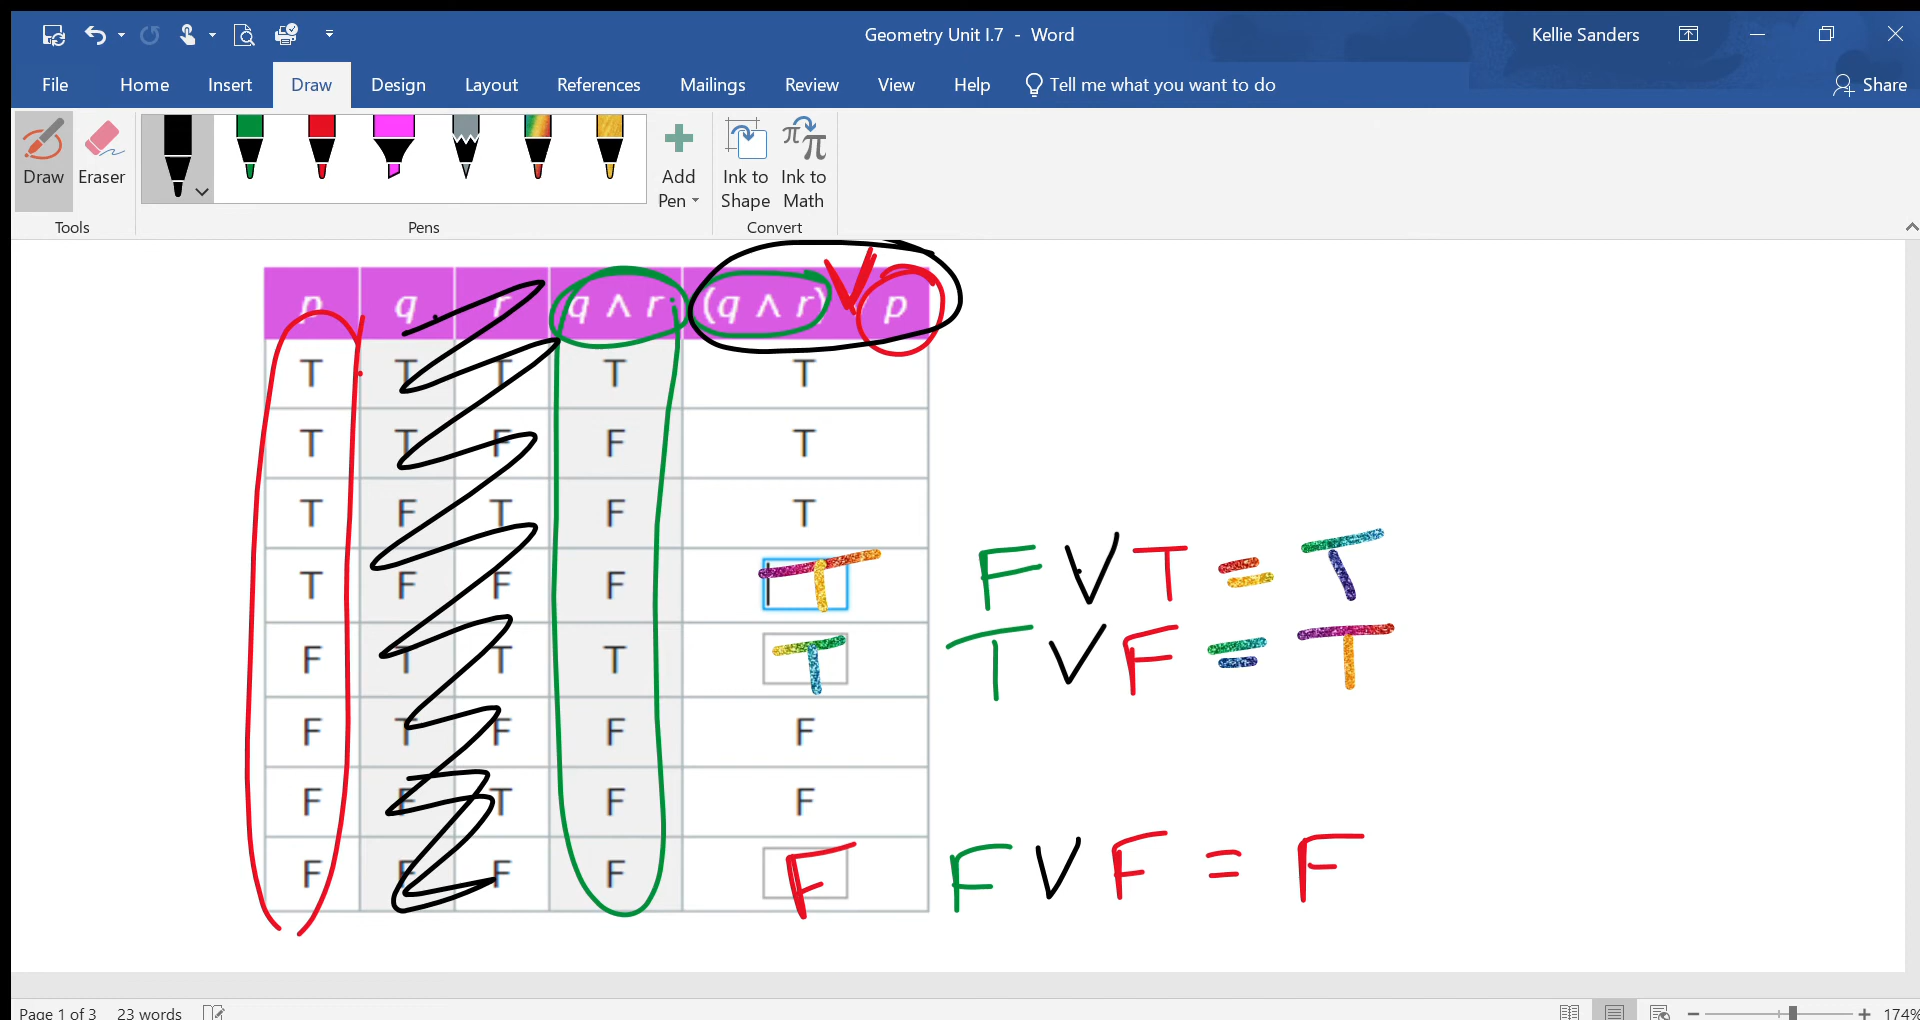 Geometry Unit I.7 - Word
Kellie Sanders
File Home Insert Draw Design Layout References Mailings Review View Help Tell me what you want to do Share
Draw Eraser Add Pen Ink to Shape Ink to Math
Tools Pens Convert
p q r q ∧ r (q ∧ r) V p
T T T T T
T T F F T
T F T F T
T F F F T F V T = T
F T T T T T V F = T
F T F F F
F F T F F
F F F F F F V F = F
Page 1 of 3 23 words 174%